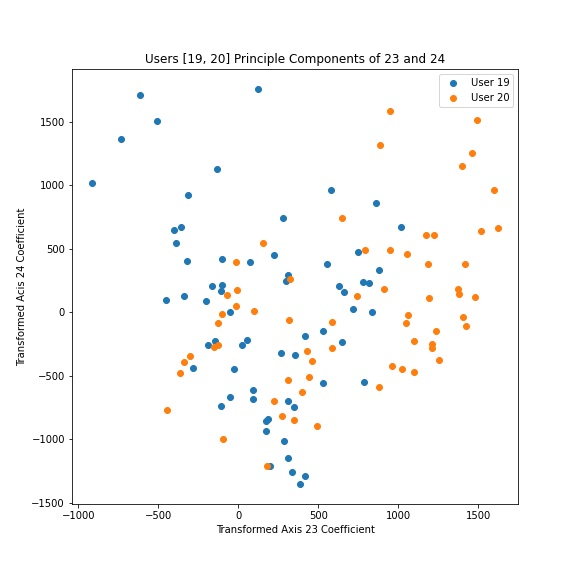 Users [19, 20] Principle Components of 23 and 24
User 19
User 20
Transformed Acis 24 Coefficient
1500
1000
500
0
−500
−1000
−1500
−1000 −500 0 500 1000 1500
Transformed Axis 23 Coefficient